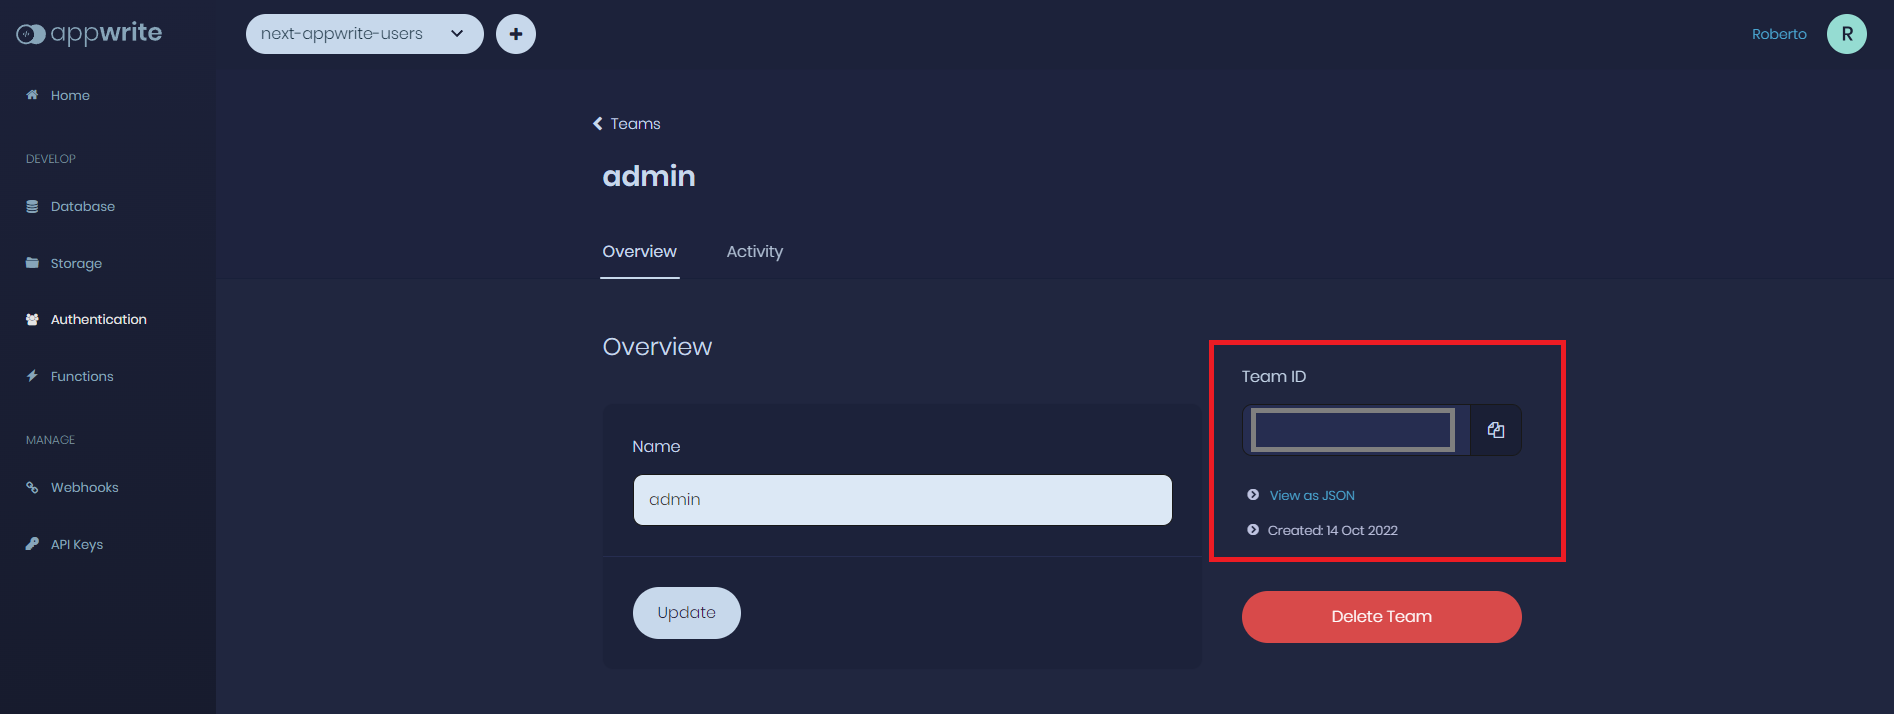 appwrite
next-appwrite-users
Roberto
R
Home
DEVELOP
Database
Storage
Authentication
Functions
MANAGE
Webhooks
API Keys
Teams
admin
Overview
Activity
Overview
Name
admin
Update
Team ID
View as JSON
Created: 14 Oct 2022
Delete Team